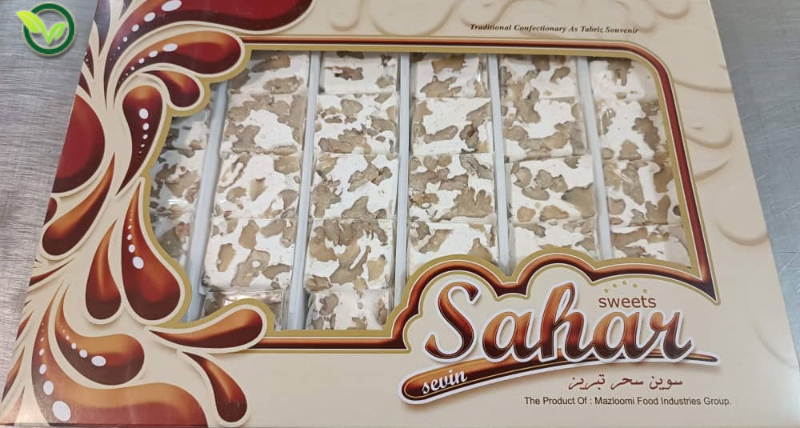 Traditional Confectionary As Tabriz Souvenir
sweets
Sahar
sevin
سوین سحر تبریز
The Product Of : Mazloomi Food Industries Group.